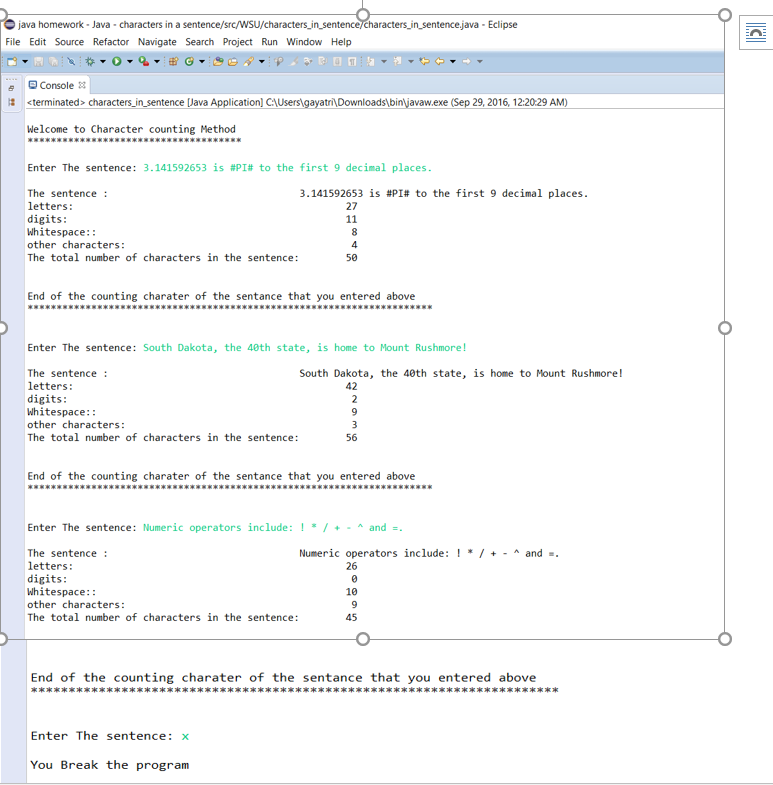 java homework - Java - characters in a sentence/src/WSU/characters_in_sentence/characters_in_sentence.java - Eclipse
File Edit Source Refactor Navigate Search Project Run Window Help
Console
<terminated> characters_in_sentence [Java Application] C:\Users\gayatri\Downloads\bin\javaw.exe (Sep 29, 2016, 12:20:29 AM)
Welcome to Character counting Method
*************************************
Enter The sentence: 3.141592653 is #PI# to the first 9 decimal places.
The sentence : 3.141592653 is #PI# to the first 9 decimal places.
letters: 27
digits: 11
Whitespace:: 8
other characters: 4
The total number of characters in the sentence: 50
End of the counting charater of the sentance that you entered above
**********************************************************************
Enter The sentence: South Dakota, the 40th state, is home to Mount Rushmore!
The sentence : South Dakota, the 40th state, is home to Mount Rushmore!
letters: 42
digits: 2
Whitespace:: 9
other characters: 3
The total number of characters in the sentence: 56
End of the counting charater of the sentance that you entered above
**********************************************************************
Enter The sentence: Numeric operators include: ! * / + - ^ and =.
The sentence : Numeric operators include: ! * / + - ^ and =.
letters: 26
digits: 0
Whitespace:: 10
other characters: 9
The total number of characters in the sentence: 45
End of the counting charater of the sentance that you entered above
**********************************************************************
Enter The sentence: x
You Break the program